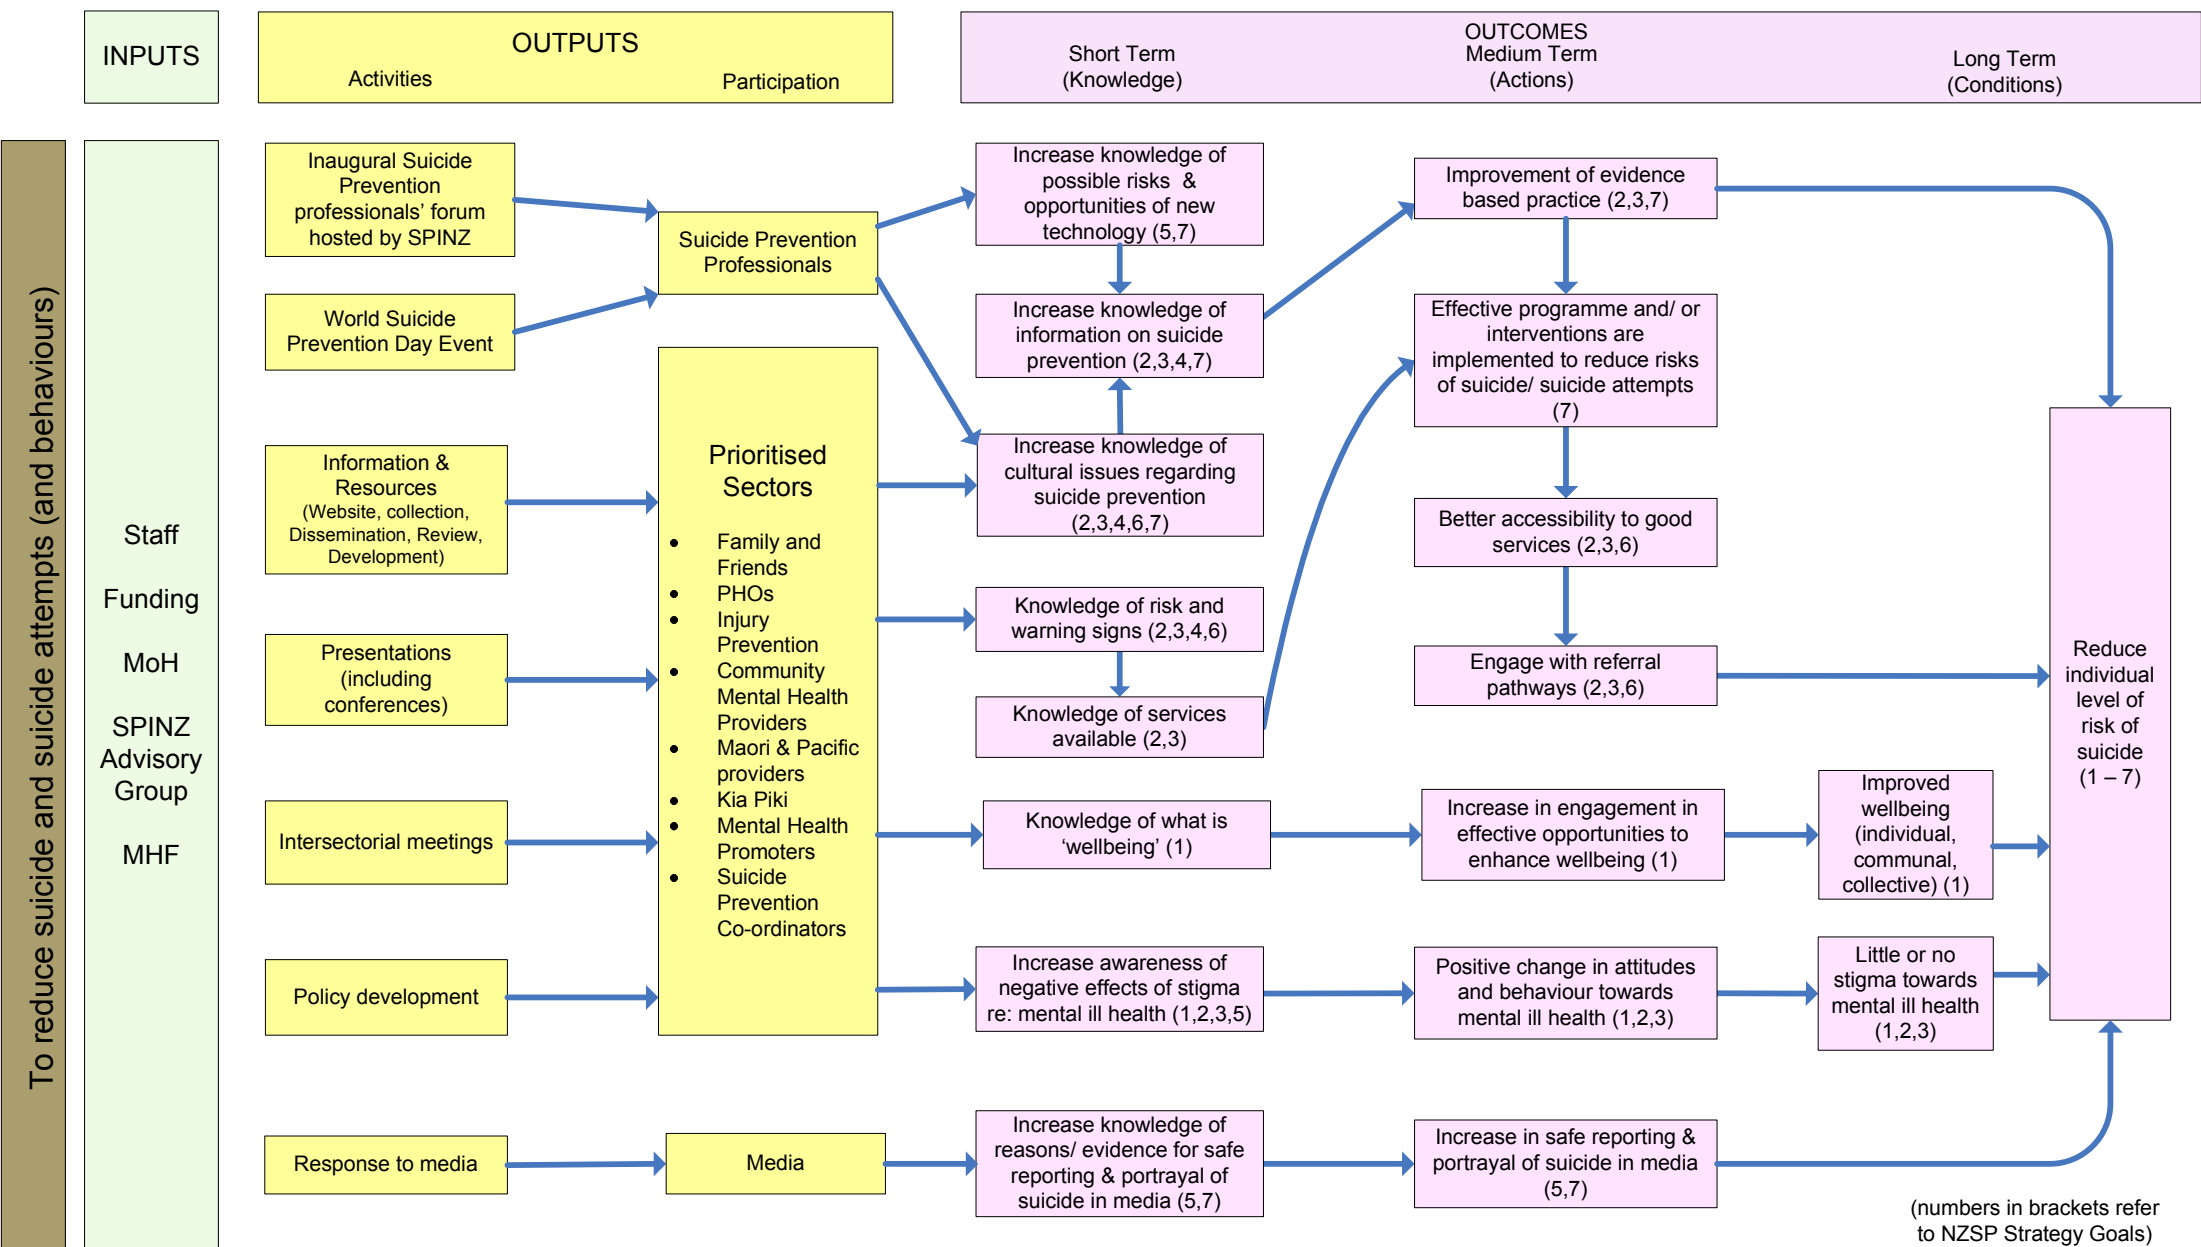 INPUTS
OUTPUTS
Activities
Participation
OUTCOMES
Short Term
(Knowledge)
Medium Term
(Actions)
Long Term
(Conditions)
To reduce suicide and suicide attempts (and behaviours)
Staff
Funding
MoH
SPINZ
Advisory
Group
MHF
Inaugural Suicide
Prevention
professionals’ forum
hosted by SPINZ
World Suicide
Prevention Day Event
Information &
Resources
(Website, collection,
Dissemination, Review,
Development)
Presentations
(including
conferences)
Intersectorial meetings
Policy development
Response to media
Suicide Prevention
Professionals
Prioritised
Sectors
• Family and
Friends
• PHOs
• Injury
Prevention
• Community
Mental Health
Providers
• Maori & Pacific
providers
• Kia Piki
• Mental Health
Promoters
• Suicide
Prevention
Co-ordinators
Media
Increase knowledge of
possible risks &
opportunities of new
technology (5,7)
Increase knowledge of
information on suicide
prevention (2,3,4,7)
Increase knowledge of
cultural issues regarding
suicide prevention
(2,3,4,6,7)
Knowledge of risk and
warning signs (2,3,4,6)
Knowledge of services
available (2,3)
Knowledge of what is
‘wellbeing’ (1)
Increase awareness of
negative effects of stigma
re: mental ill health (1,2,3,5)
Increase knowledge of
reasons/ evidence for safe
reporting & portrayal of
suicide in media (5,7)
Improvement of evidence
based practice (2,3,7)
Effective programme and/ or
interventions are
implemented to reduce risks
of suicide/ suicide attempts
(7)
Better accessibility to good
services (2,3,6)
Engage with referral
pathways (2,3,6)
Increase in engagement in
effective opportunities to
enhance wellbeing (1)
Positive change in attitudes
and behaviour towards
mental ill health (1,2,3)
Increase in safe reporting &
portrayal of suicide in media
(5,7)
Improved
wellbeing
(individual,
communal,
collective) (1)
Little or no
stigma towards
mental ill health
(1,2,3)
Reduce
individual
level of
risk of
suicide
(1 – 7)
(numbers in brackets refer
to NZSP Strategy Goals)